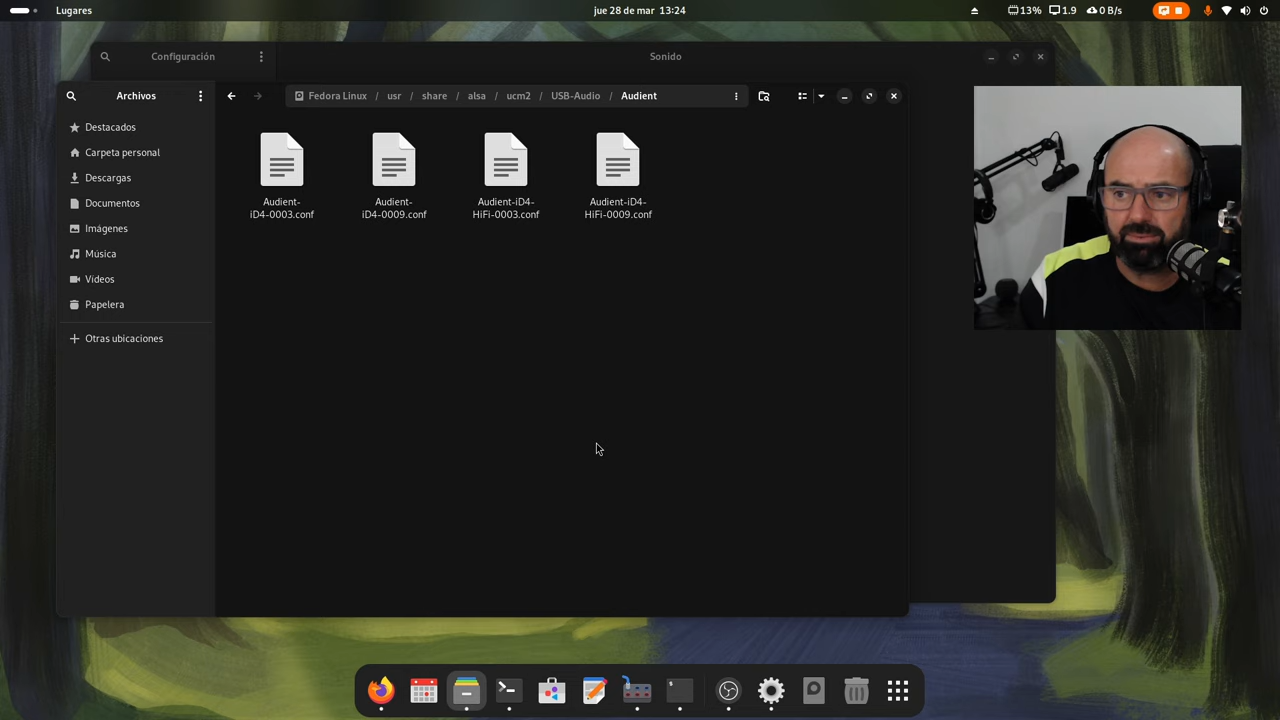 Lugares
jue 28 de mar 13:24
13%
1.9
0 B/s
Configuración
Sonido
Archivos
Fedora Linux / usr / share / alsa / ucm2 / USB-Audio / Audient
Destacados
Carpeta personal
Descargas
Documentos
Imágenes
Música
Vídeos
Papelera
Otras ubicaciones
Audient-
iD4-0003.conf
Audient-
iD4-0009.conf
Audient-iD4-
HiFi-0003.conf
Audient-iD4-
HiFi-0009.conf